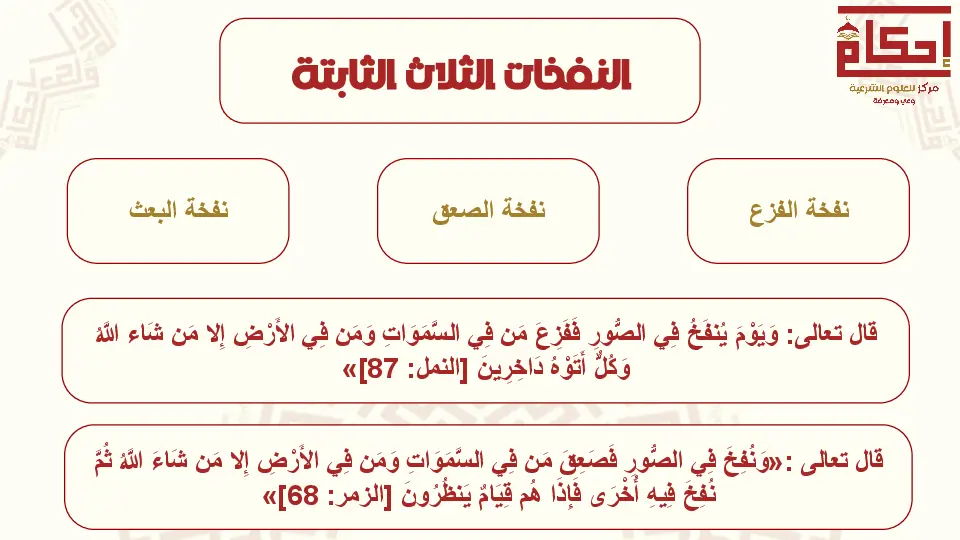 إحكام
مركز للعلوم الشرعية
وعي ومعرفة
النفخات الثلاث الثابتة
نفخة الفزع
نفخة الصعق
نفخة البعث
قال تعالى: وَيَوْمَ يُنفَخُ فِي الصُّورِ فَفَزِعَ مَن فِي السَّمَوَاتِ وَمَن فِي الأَرْضِ إِلا مَن شَاء اللَّهُ
وَكُلٌّ أَتَوْهُ دَاخِرِينَ [النمل: 87]»
قال تعالى :«وَنُفِخَ فِي الصُّورِ فَصَعِقَ مَن فِي السَّمَوَاتِ وَمَن فِي الأَرْضِ إِلا مَن شَاءَ اللَّهُ ثُمَّ
نُفِخَ فِيهِ أُخْرَى فَإِذَا هُم قِيَامٌ يَنظُرُونَ [الزمر: 68]»